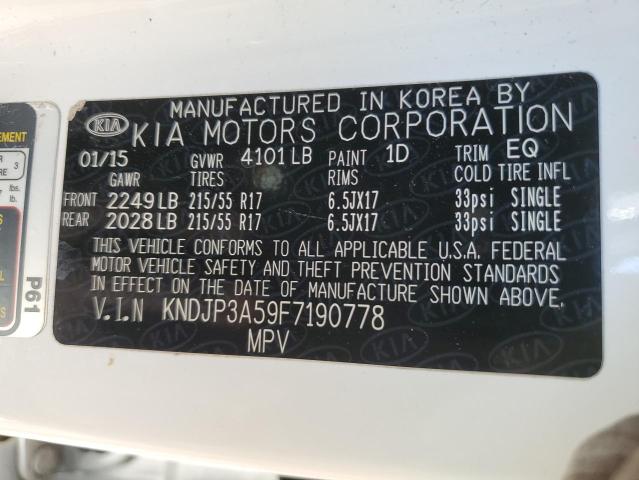 MANUFACTURED IN KOREA BY
KIA KIA MOTORS CORPORATION
01/15 GVWR 4101 LB PAINT 1D TRIM EQ
GAWR TIRES RIMS COLD TIRE INFL
FRONT 2249 LB 215/55 R17 6.5JX17 33psi SINGLE
REAR 2028 LB 215/55 R17 6.5JX17 33psi SINGLE
THIS VEHICLE CONFORMS TO ALL APPLICABLE U.S.A. FEDERAL
MOTOR VEHICLE SAFETY AND THEFT PREVENTION STANDARDS
IN EFFECT ON THE DATE OF MANUFACTURE SHOWN ABOVE.
V.I.N KNDJP3A59F7190778
MPV
P61
3
lbs.